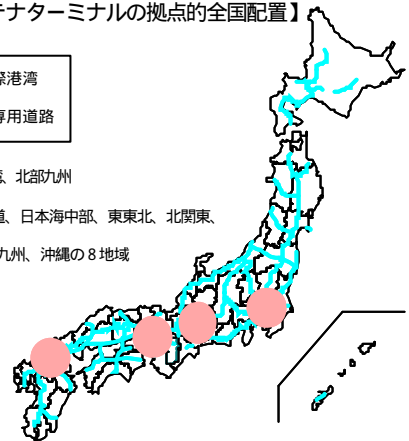 テナターミナルの拠点的全国配置】
際港湾
専用道路
湾、北部九州
道、日本海中部、東東北、北関東、
九州、沖縄の8地域